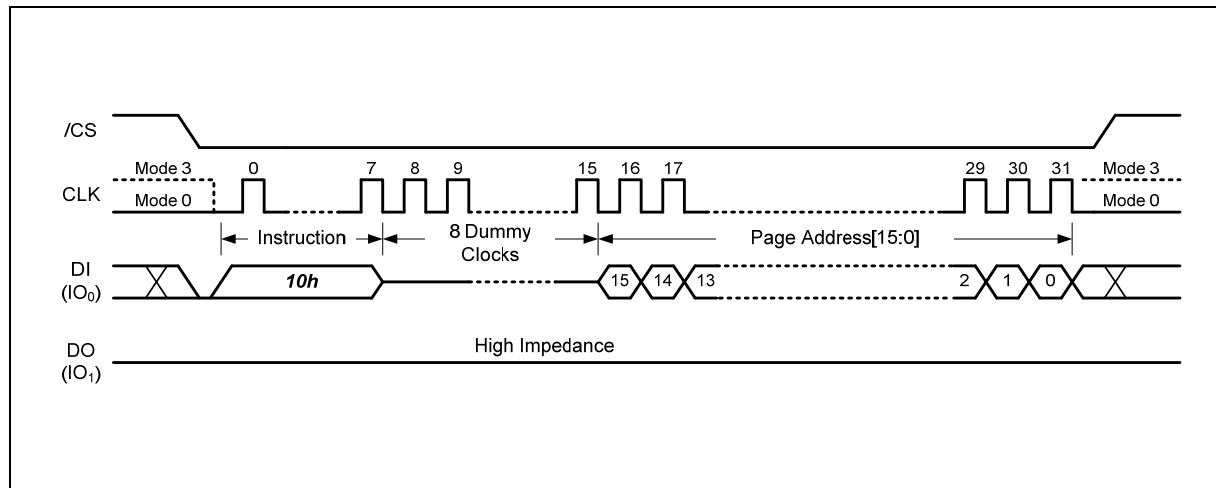 /CS
Mode 3 0 7 8 9 15 16 17 29 30 31 Mode 3
CLK
Mode 0 Mode 0
Instruction 8 Dummy Clocks Page Address[15:0]
DI
(IO₀)
10h 15 14 13 2 1 0
High Impedance
DO
(IO₁)